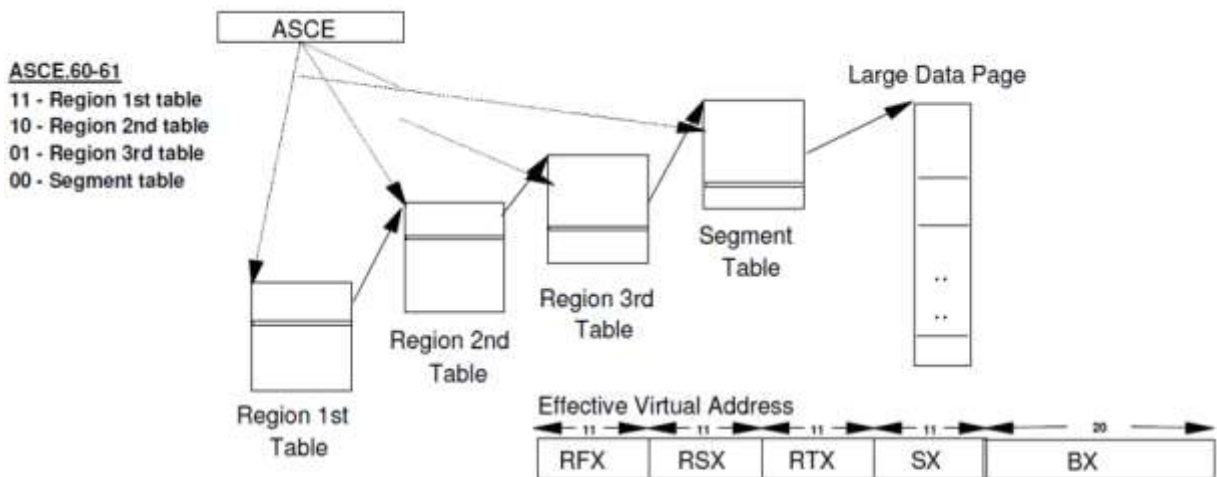 ASCE
ASCE.60-61
11 - Region 1st table
10 - Region 2nd table
01 - Region 3rd table
00 - Segment table
Large Data Page
Segment
Table
Region 3rd
Table
Region 2nd
Table
Region 1st
Table
..
..
Effective Virtual Address
11 11 11 11 20
RFX RSX RTX SX BX